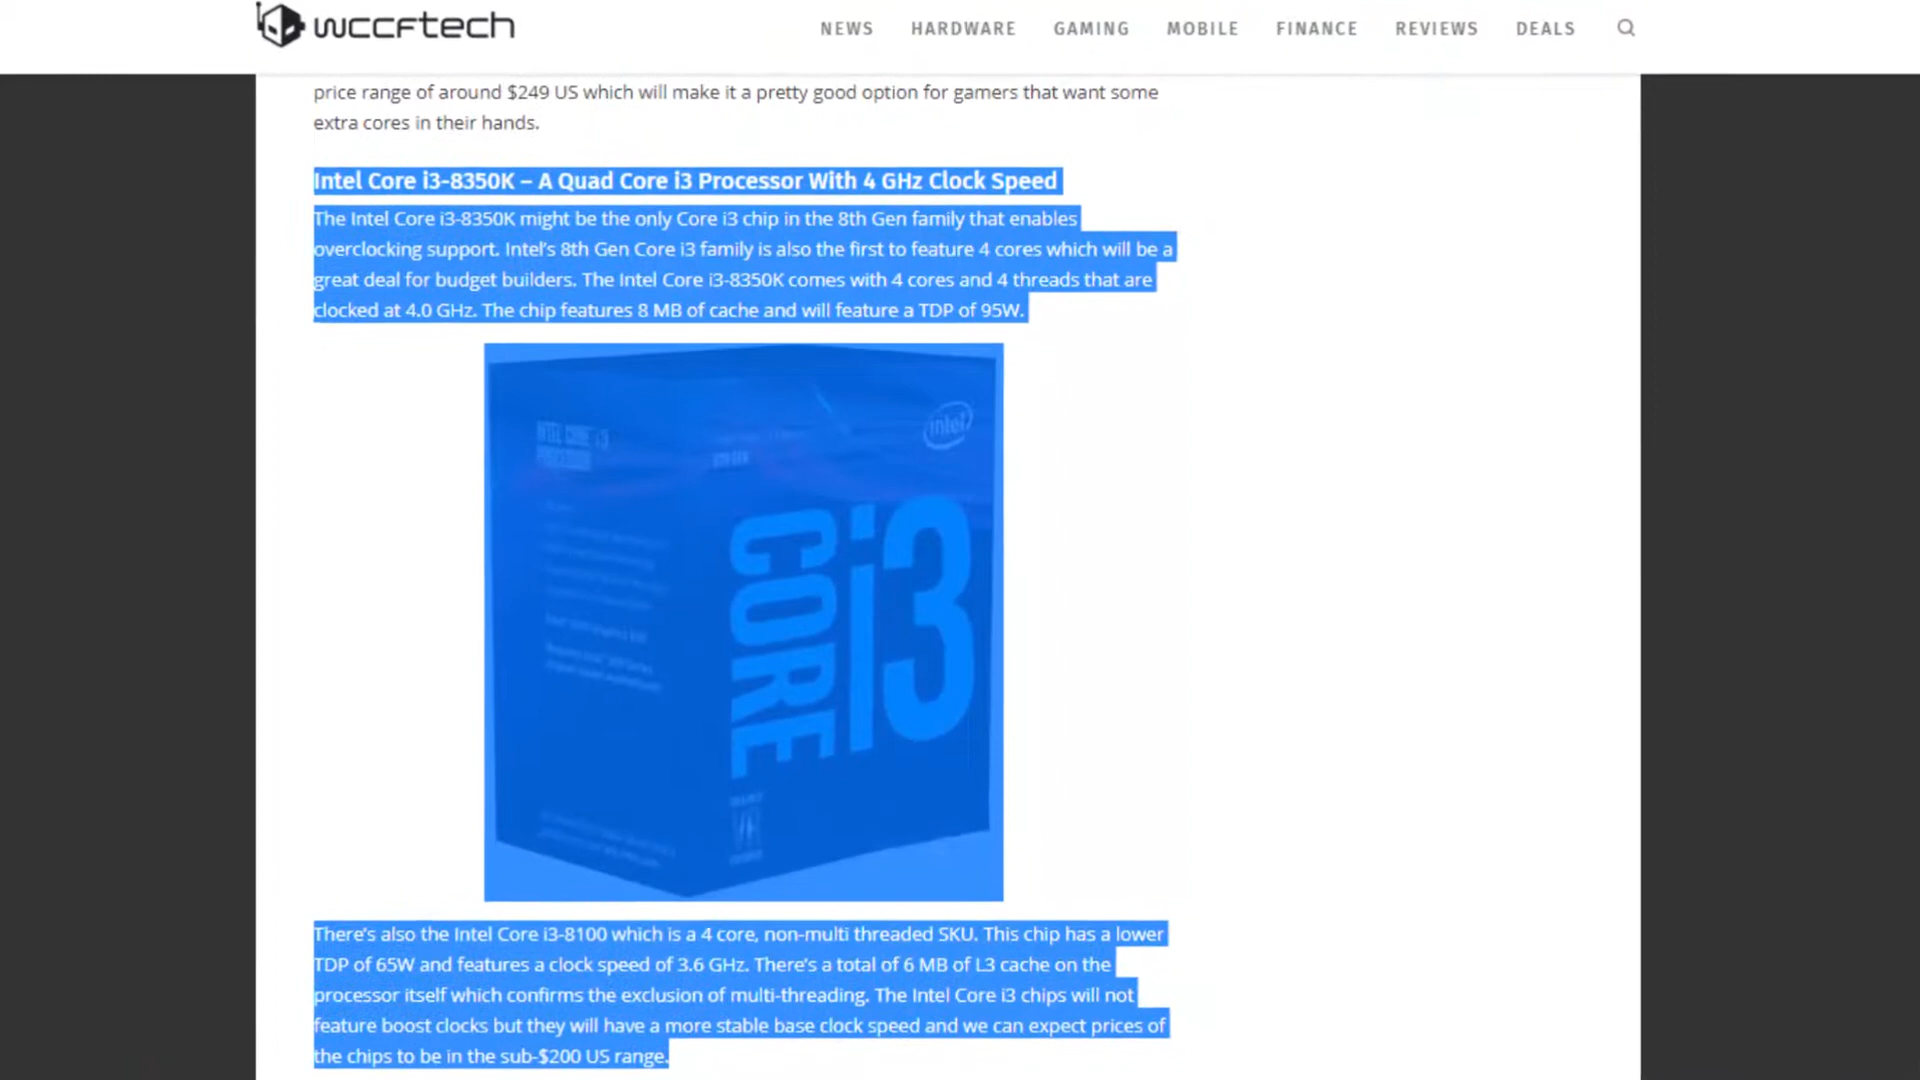 wccftech
NEWS HARDWARE GAMING MOBILE FINANCE REVIEWS DEALS
price range of around $249 US which will make it a pretty good option for gamers that want some
extra cores in their hands.
Intel Core i3-8350K – A Quad Core i3 Processor With 4 GHz Clock Speed
The Intel Core i3-8350K might be the only Core i3 chip in the 8th Gen family that enables
overclocking support. Intel's 8th Gen Core i3 family is also the first to feature 4 cores which will be a
great deal for budget builders. The Intel Core i3-8350K comes with 4 cores and 4 threads that are
clocked at 4.0 GHz. The chip features 8 MB of cache and will feature a TDP of 95W.
INTEL CORE i3
intel
CORE i3
There's also the Intel Core i3-8100 which is a 4 core, non-multi threaded SKU. This chip has a lower
TDP of 65W and features a clock speed of 3.6 GHz. There's a total of 6 MB of L3 cache on the
processor itself which confirms the exclusion of multi-threading. The Intel Core i3 chips will not
feature boost clocks but they will have a more stable base clock speed and we can expect prices of
the chips to be in the sub-$200 US range.